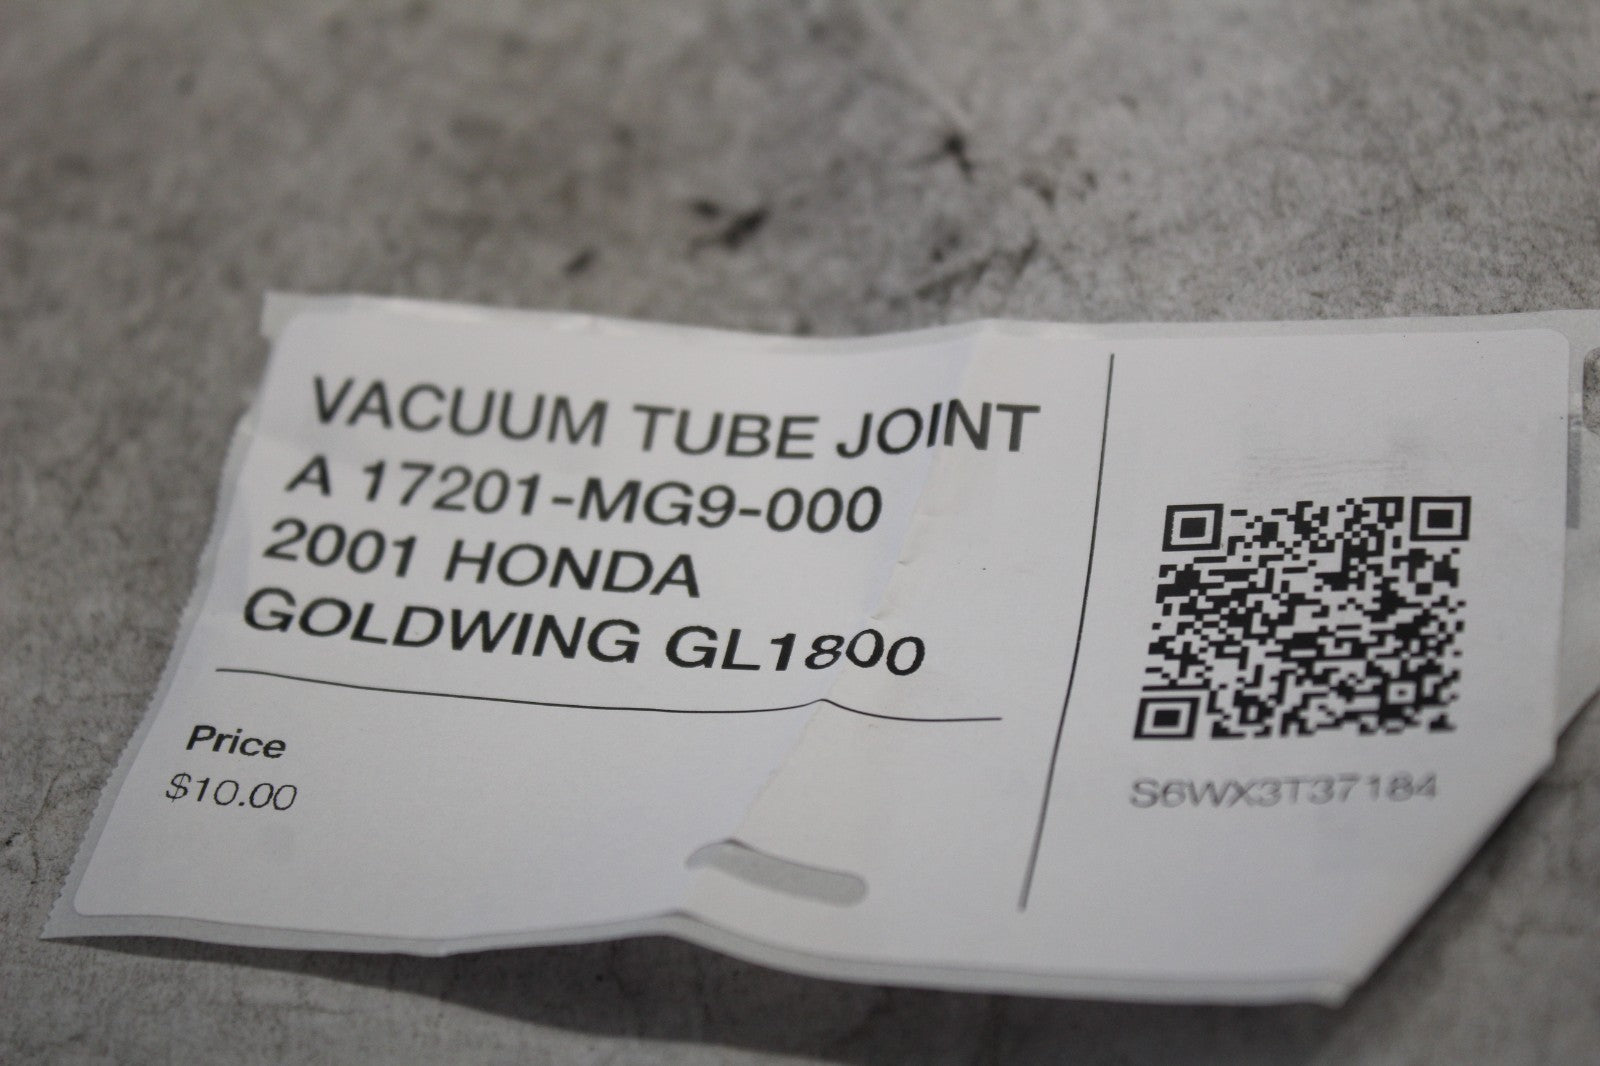 VACUUM TUBE JOINT
A 17201-MG9-000
2001 HONDA
GOLDWING GL1800
Price
$10.00
S6WX3T37184